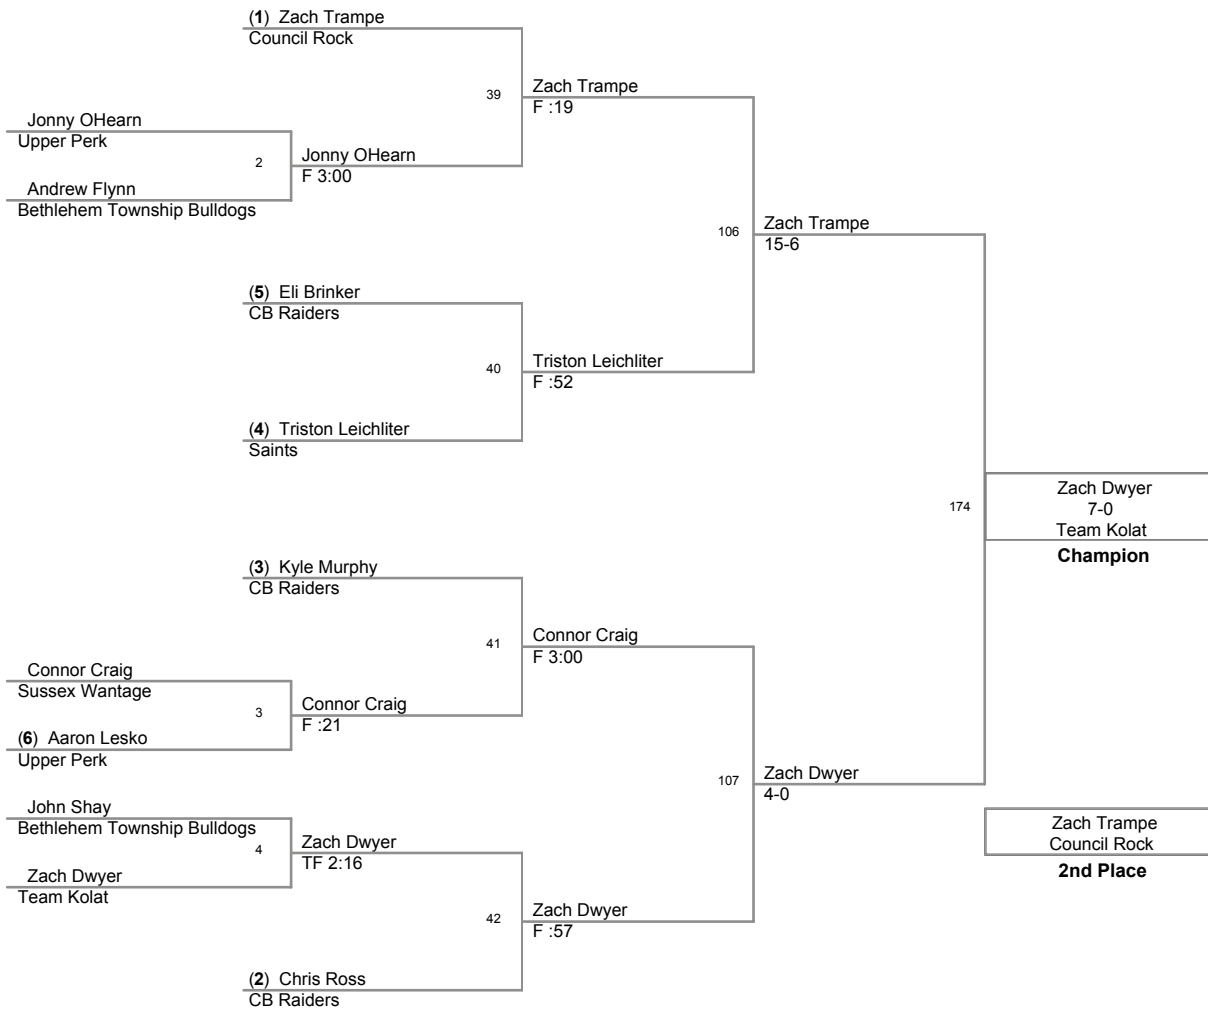 (1) Zach Trampe
Council Rock
39
Zach Trampe
F :19
Jonny OHearn
Upper Perk
2
Jonny OHearn
F 3:00
Andrew Flynn
Bethlehem Township Bulldogs
106
Zach Trampe
15-6
(5) Eli Brinker
CB Raiders
40
Triston Leichliter
F :52
(4) Triston Leichliter
Saints
174
Zach Dwyer
7-0
Team Kolat
Champion
(3) Kyle Murphy
CB Raiders
41
Connor Craig
F 3:00
Connor Craig
Sussex Wantage
3
Connor Craig
F :21
(6) Aaron Lesko
Upper Perk
107
Zach Dwyer
4-0
John Shay
Bethlehem Township Bulldogs
4
Zach Dwyer
TF 2:16
Zach Dwyer
Team Kolat
42
Zach Dwyer
F :57
(2) Chris Ross
CB Raiders
Zach Trampe
Council Rock
2nd Place